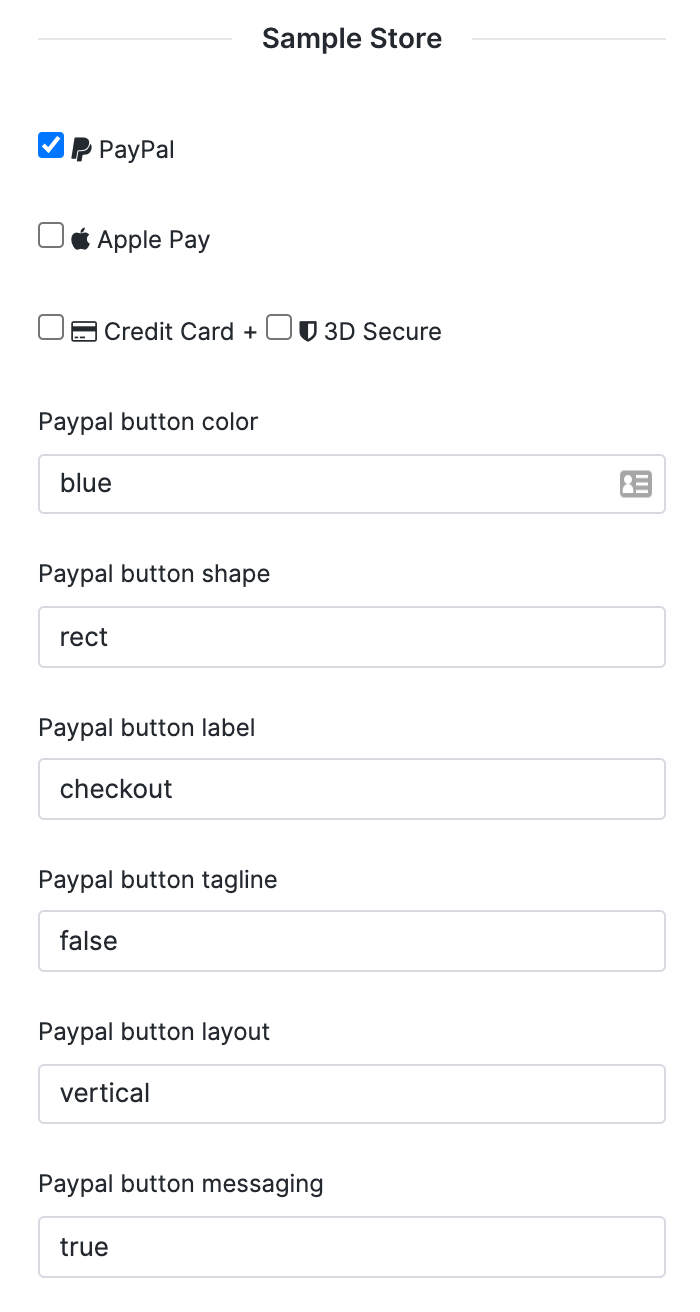 Sample Store
PayPal
Apple Pay
Credit Card + 3D Secure
Paypal button color
blue
Paypal button shape
rect
Paypal button label
checkout
Paypal button tagline
false
Paypal button layout
vertical
Paypal button messaging
true